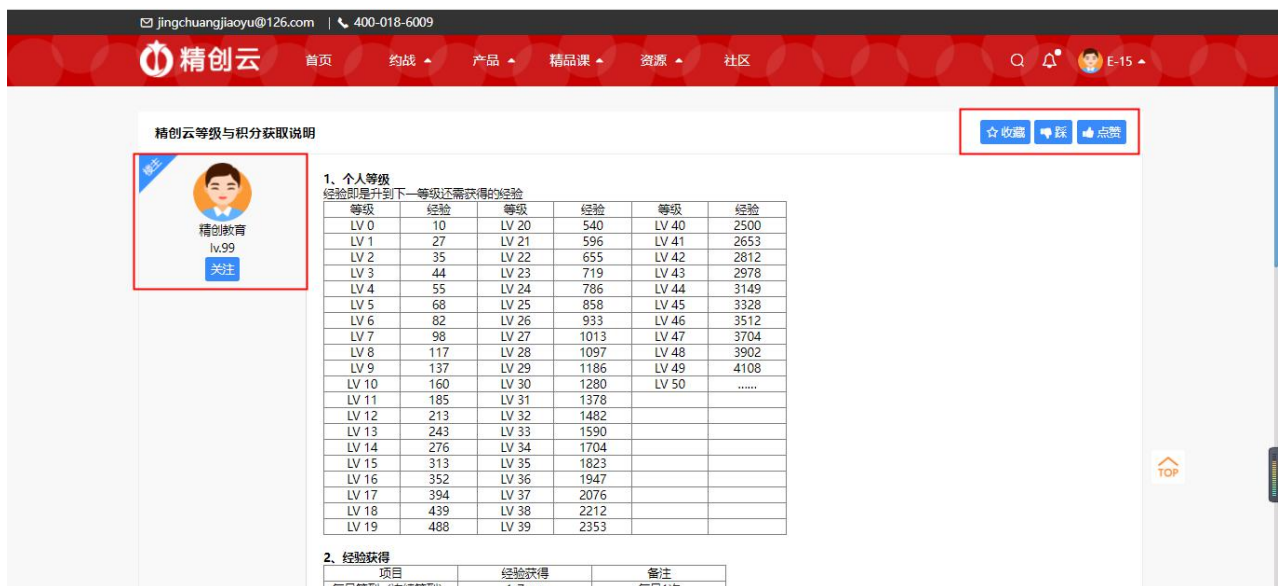 jingchuangjiaoyu@126.com | 400-018-6009
精创云 首页 约战 产品 精品课 资源 社区 E-15
精创云等级与积分获取说明 收藏 踩 点赞
楼主
精创教育
lv.99
关注
1、个人等级
经验即是升到下一等级还需获得的经验
等级 经验 等级 经验 等级 经验
LV 0 10 LV 20 540 LV 40 2500
LV 1 27 LV 21 596 LV 41 2653
LV 2 35 LV 22 655 LV 42 2812
LV 3 44 LV 23 719 LV 43 2978
LV 4 55 LV 24 786 LV 44 3149
LV 5 68 LV 25 858 LV 45 3328
LV 6 82 LV 26 933 LV 46 3512
LV 7 98 LV 27 1013 LV 47 3704
LV 8 117 LV 28 1097 LV 48 3902
LV 9 137 LV 29 1186 LV 49 4108
LV 10 160 LV 30 1280 LV 50 ......
LV 11 185 LV 31 1378
LV 12 213 LV 32 1482
LV 13 243 LV 33 1590
LV 14 276 LV 34 1704
LV 15 313 LV 35 1823
LV 16 352 LV 36 1947
LV 17 394 LV 37 2076
LV 18 439 LV 38 2212
LV 19 488 LV 39 2353
TOP
2、经验获得
项目 经验获得 备注